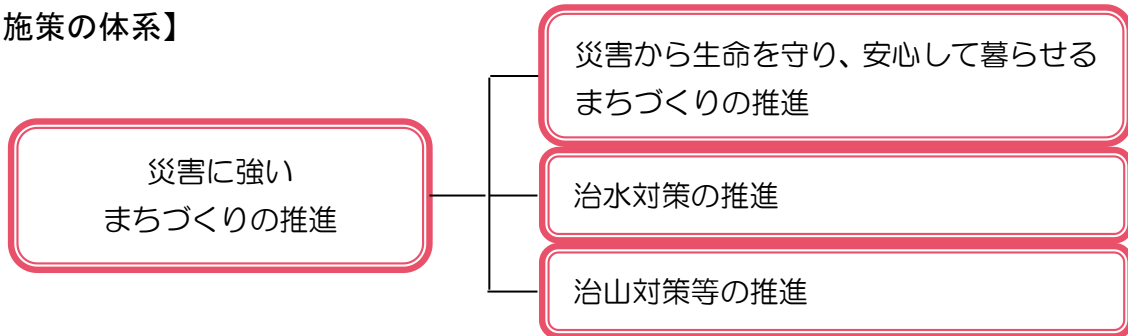 施策の体系】
災害から生命を守り、安心して暮らせる
まちづくりの推進
災害に強い
まちづくりの推進
治水対策の推進
治山対策等の推進